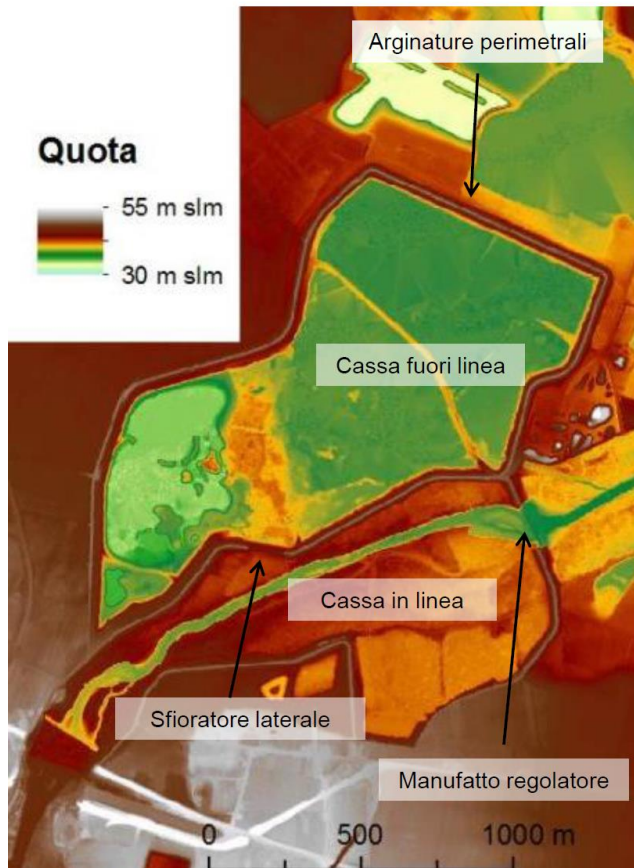 Arginature perimetrali
Quota
55 m slm
30 m slm
Cassa fuori linea
Cassa in linea
Sfioratore laterale
Manufatto regolatore
0 500 1000 m